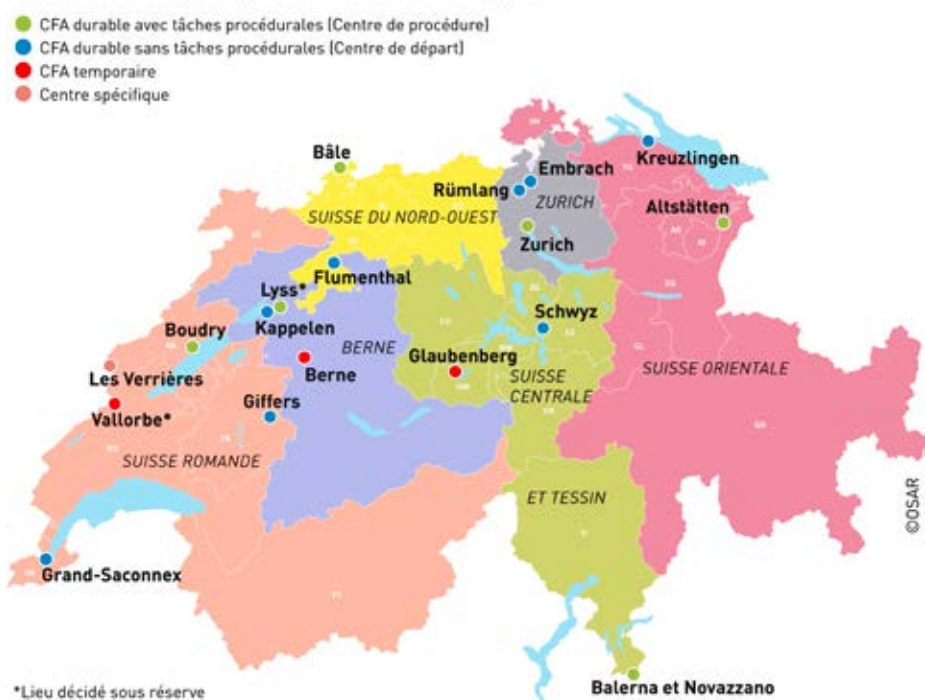 CFA durable avec tâches procédurales (Centre de procédure)
CFA durable sans tâches procédurales (Centre de départ)
CFA temporaire
Centre spécifique
Bâle
Embrach
Kreuzlingen
Rümlang
ZURICH
SUISSE DU NORD-OUEST
Altstätten
Zurich
Flumenthal
Lyss*
Schwyz
Kappelen
Boudry
BERNE
Glaubenberg
SUISSE ORIENTALE
Les Verrières
Berne
SUISSE
CENTRALE
Giffers
Vallorbe*
SUISSE ROMANDE
ET TESSIN
©OSAR
Grand-Saconnex
Balerna et Novazzano
*Lieu décidé sous réserve